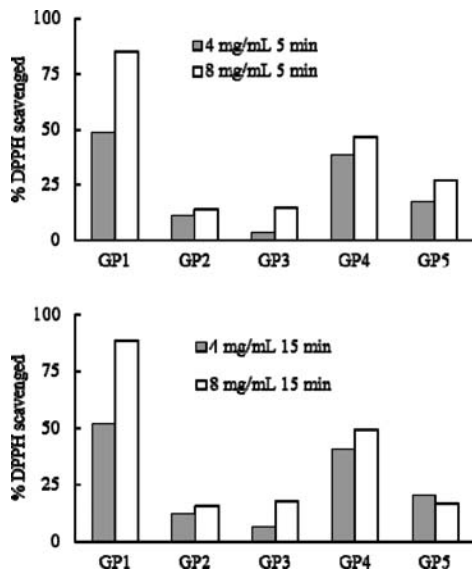 100
4 mg/mL 5 min
8 mg/mL 5 min
75
50
25
0
% DPPH scavenged
GP1 GP2 GP3 GP4 GP5
100
4 mg/mL 15 min
8 mg/mL 15 min
75
50
25
0
% DPPH scavenged
GP1 GP2 GP3 GP4 GP5